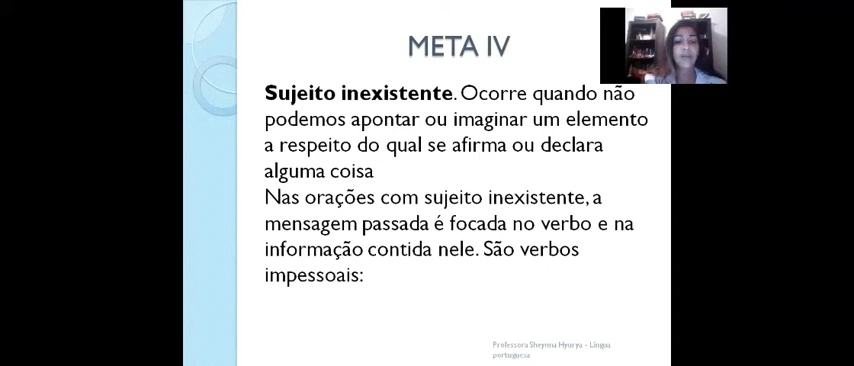 META IV
Sujeito inexistente. Ocorre quando não
podemos apontar ou imaginar um elemento
a respeito do qual se afirma ou declara
alguma coisa
Nas orações com sujeito inexistente, a
mensagem passada é focada no verbo e na
informação contida nele. São verbos
impessoais:
Professora Sheynna Hyurya - Língua
portuguesa